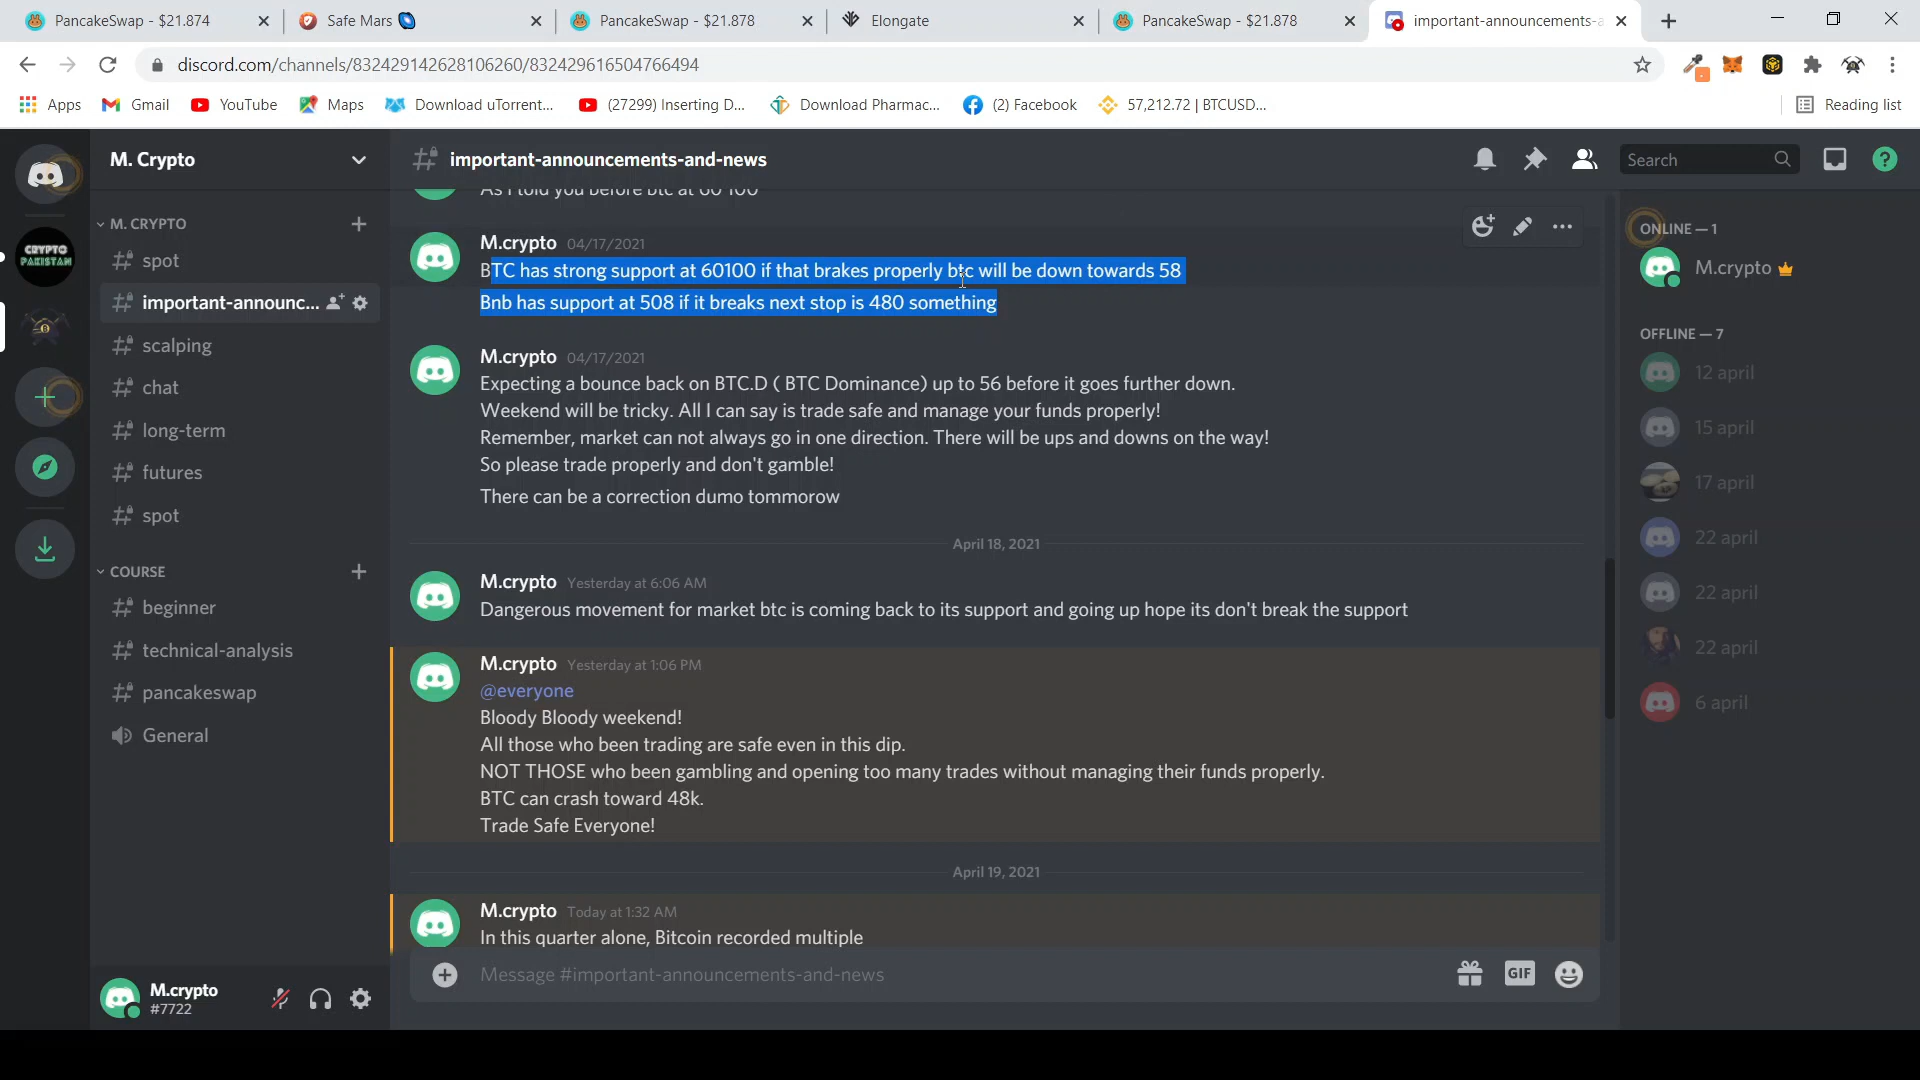 PancakeSwap - $21.874
Safe Mars
PancakeSwap - $21.878
Elongate
PancakeSwap - $21.878
important-announcements-a
discord.com/channels/832429142628106260/832429616504766494
Apps
Gmail
YouTube
Maps
Download uTorrent...
(27299) Inserting D...
Download Pharmac...
(2) Facebook
57,212.72 | BTCUSD...
Reading list
M. Crypto
important-announcements-and-news
Search
CRYPTO
PAKISTAN
M. CRYPTO
spot
important-announc...
scalping
chat
long-term
futures
spot
COURSE
beginner
technical-analysis
pancakeswap
General
M.crypto
#7722
As I told you before btc at 60 100
M.crypto 04/17/2021
BTC has strong support at 60100 if that brakes properly btc will be down towards 58
Bnb has support at 508 if it breaks next stop is 480 something
M.crypto 04/17/2021
Expecting a bounce back on BTC.D ( BTC Dominance) up to 56 before it goes further down.
Weekend will be tricky. All I can say is trade safe and manage your funds properly!
Remember, market can not always go in one direction. There will be ups and downs on the way!
So please trade properly and don't gamble!
There can be a correction dumo tommorow
April 18, 2021
M.crypto Yesterday at 6:06 AM
Dangerous movement for market btc is coming back to its support and going up hope its don't break the support
M.crypto Yesterday at 1:06 PM
@everyone
Bloody Bloody weekend!
All those who been trading are safe even in this dip.
NOT THOSE who been gambling and opening too many trades without managing their funds properly.
BTC can crash toward 48k.
Trade Safe Everyone!
April 19, 2021
M.crypto Today at 1:32 AM
In this quarter alone, Bitcoin recorded multiple
Message #important-announcements-and-news
GIF
ONLINE — 1
M.crypto
OFFLINE — 7
12 april
15 april
17 april
22 april
22 april
22 april
6 april